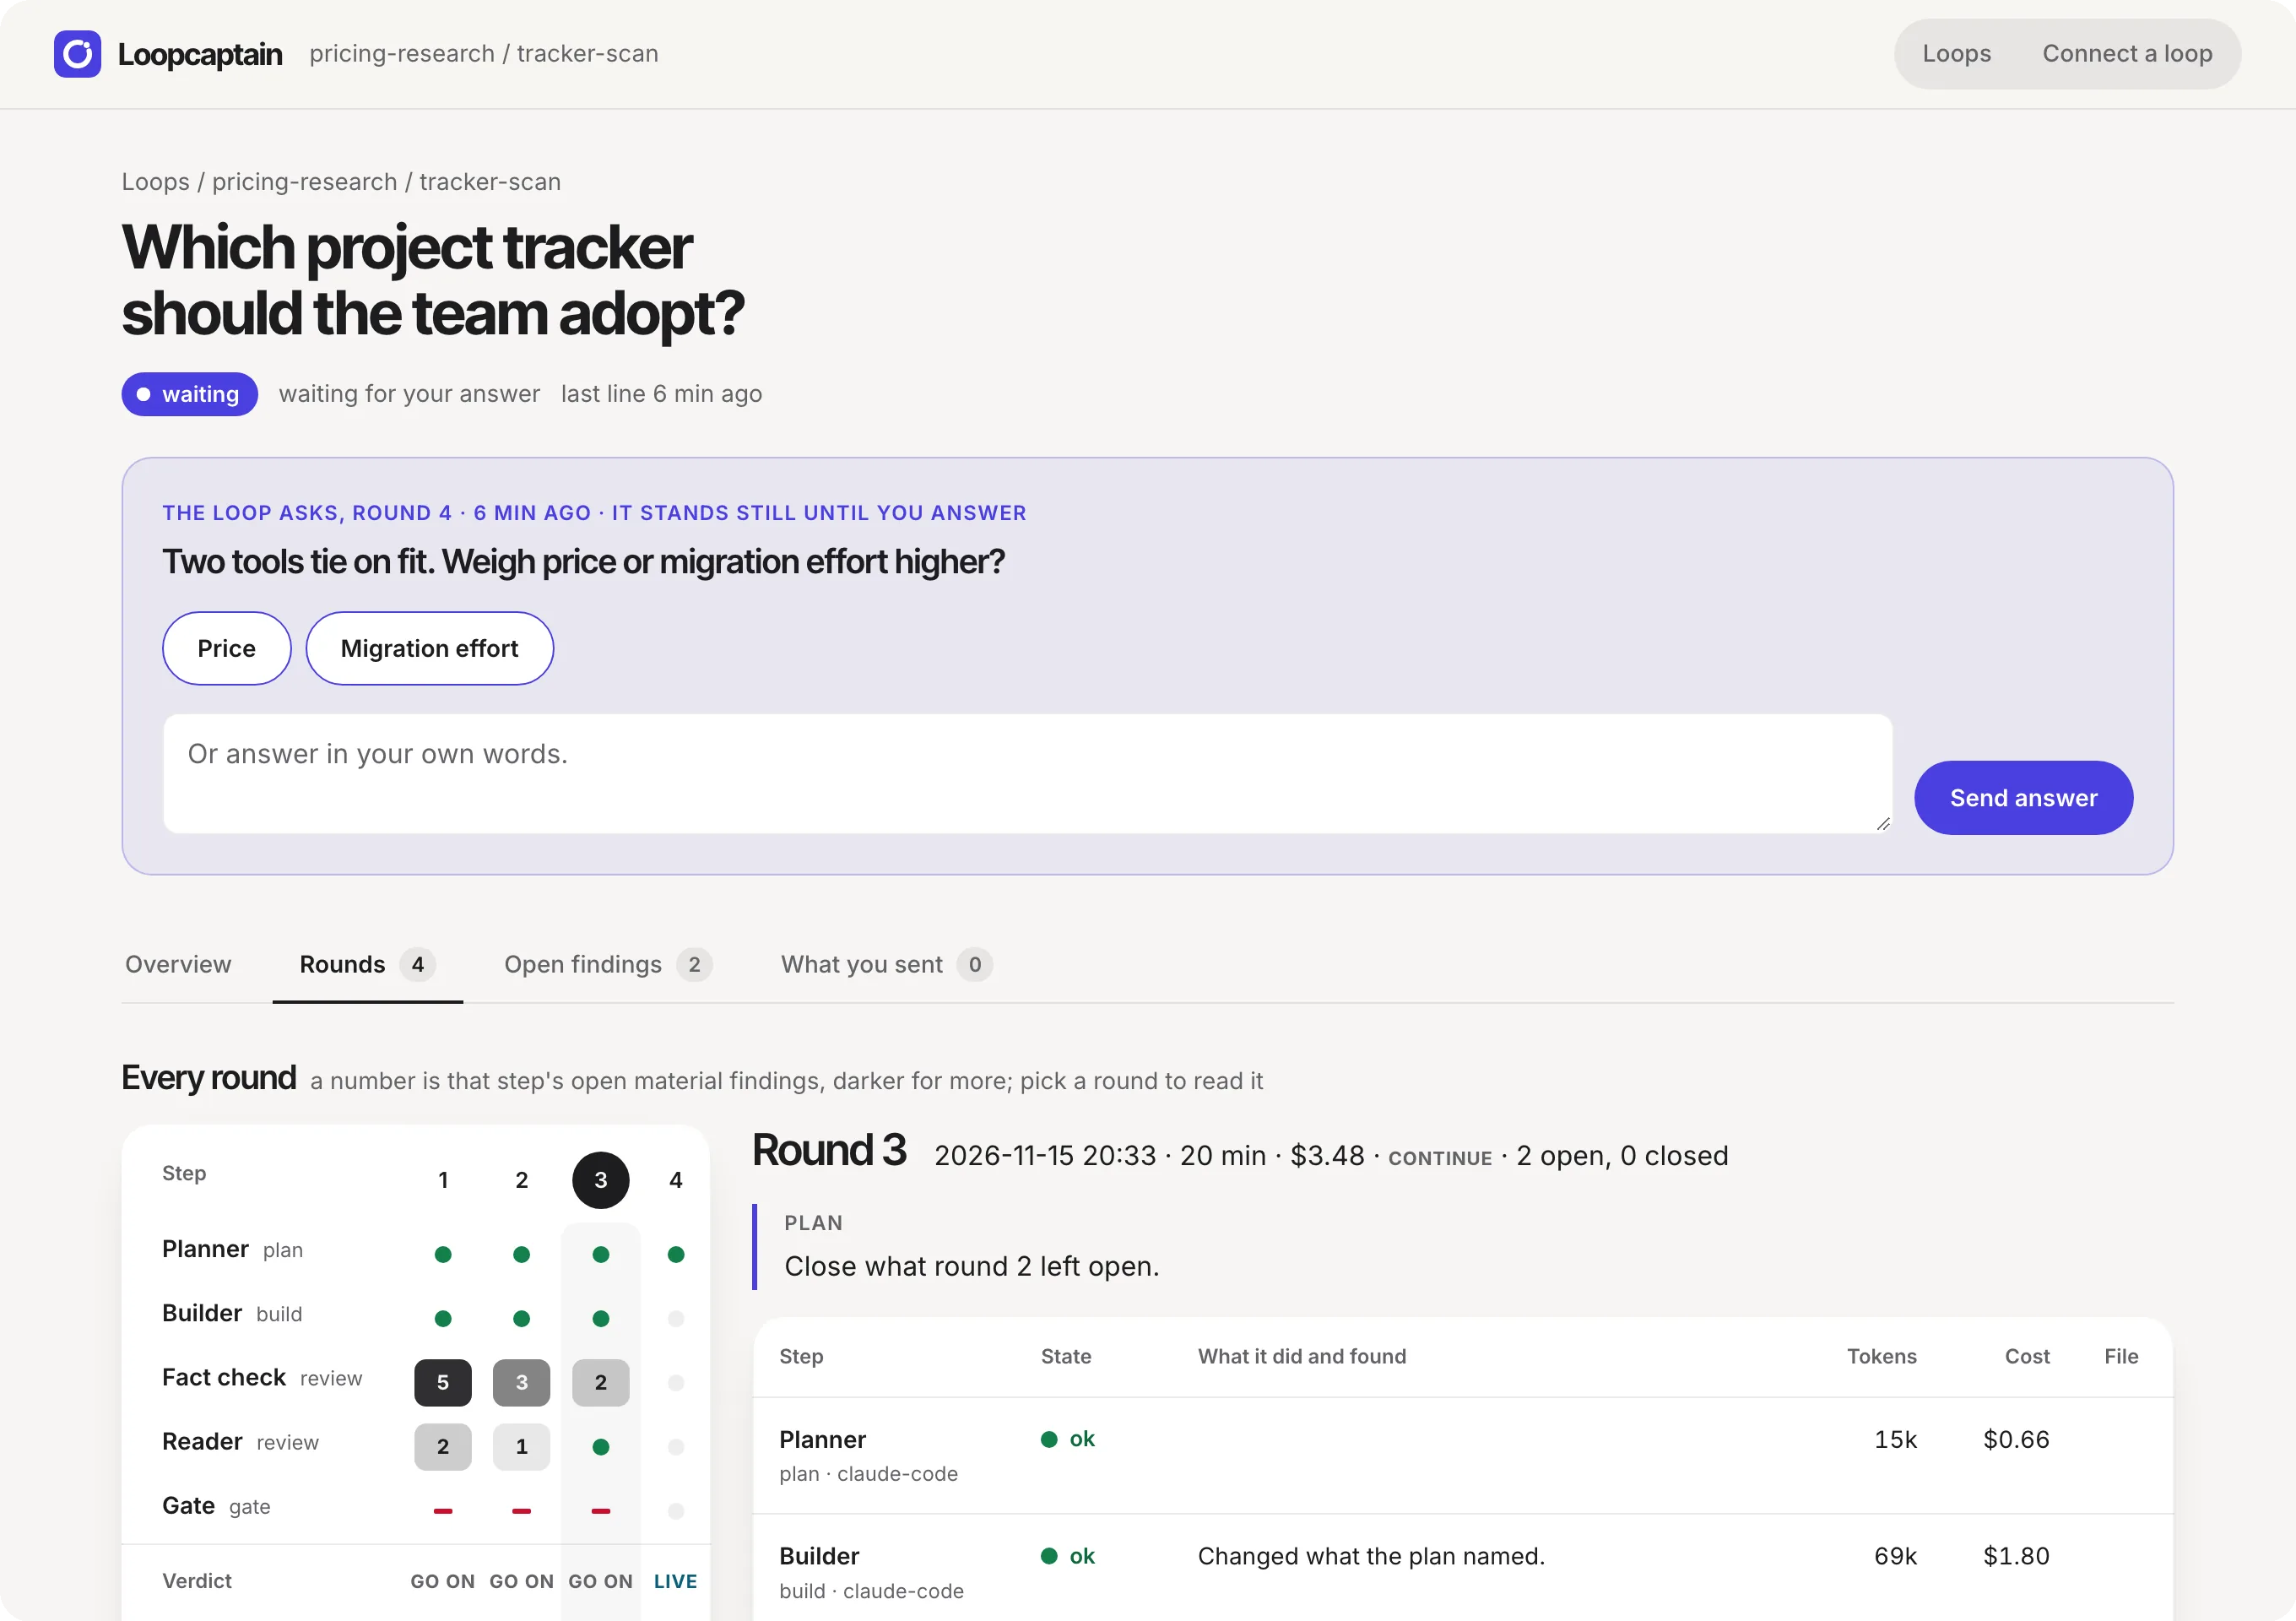 Loopcaptain pricing-research / tracker-scan Loops Connect a loop
Loops / pricing-research / tracker-scan
Which project tracker
should the team adopt?
waiting waiting for your answer last line 6 min ago
THE LOOP ASKS, ROUND 4 · 6 MIN AGO · IT STANDS STILL UNTIL YOU ANSWER
Two tools tie on fit. Weigh price or migration effort higher?
Price Migration effort
Or answer in your own words.
Send answer
Overview Rounds 4 Open findings 2 What you sent 0
Every round a number is that step's open material findings, darker for more; pick a round to read it
Step 1 2 3 4
Planner plan
Builder build
Fact check review 5 3 2
Reader review 2 1
Gate gate
Verdict GO ON GO ON GO ON LIVE
Round 3 2026-11-15 20:33 · 20 min · $3.48 · CONTINUE · 2 open, 0 closed
PLAN
Close what round 2 left open.
Step State What it did and found Tokens Cost File
Planner ok 15k $0.66
plan · claude-code
Builder ok Changed what the plan named. 69k $1.80
build · claude-code